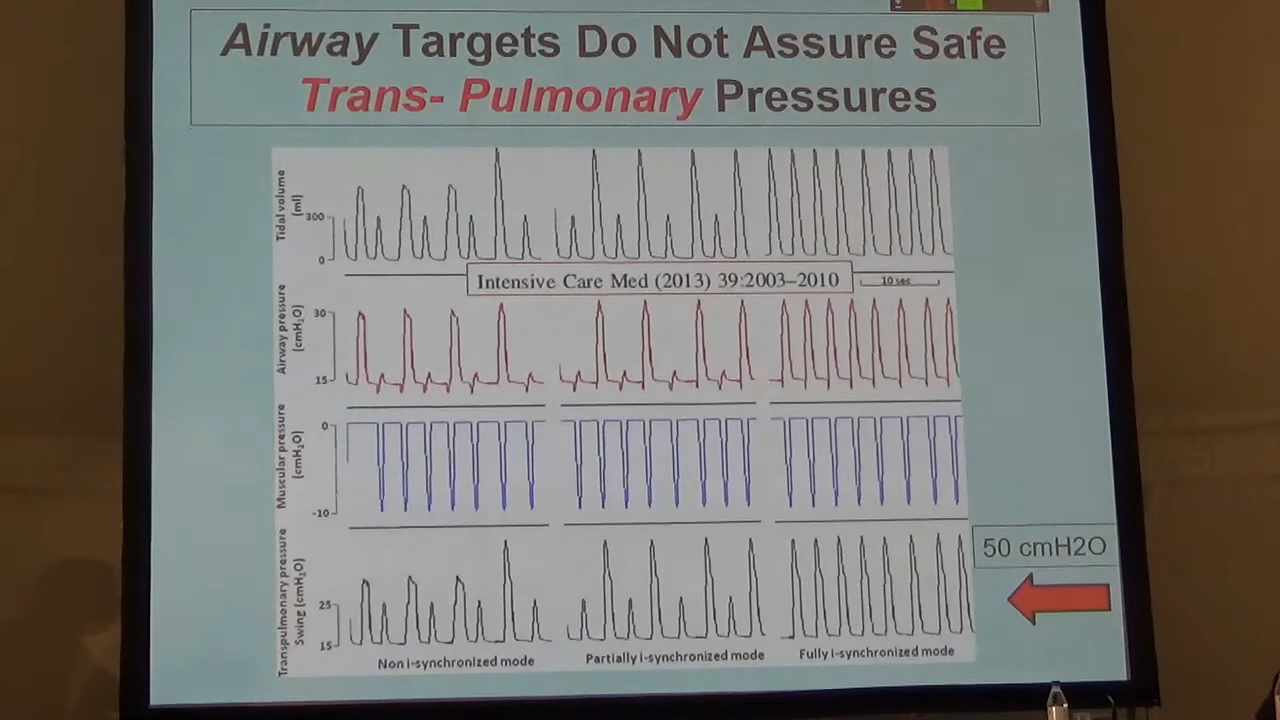 Airway Targets Do Not Assure Safe
Trans- Pulmonary Pressures
Tidal volume
(ml)
300
0
Intensive Care Med (2013) 39:2003–2010
10 sec
Airway pressure
(cmH₂O)
30
15
Muscular pressure
(cmH₂O)
0
-10
Transpulmonary pressure
Swing (cmH₂O)
25
15
50 cmH2O
Non i-synchronized mode
Partially i-synchronized mode
Fully i-synchronized mode